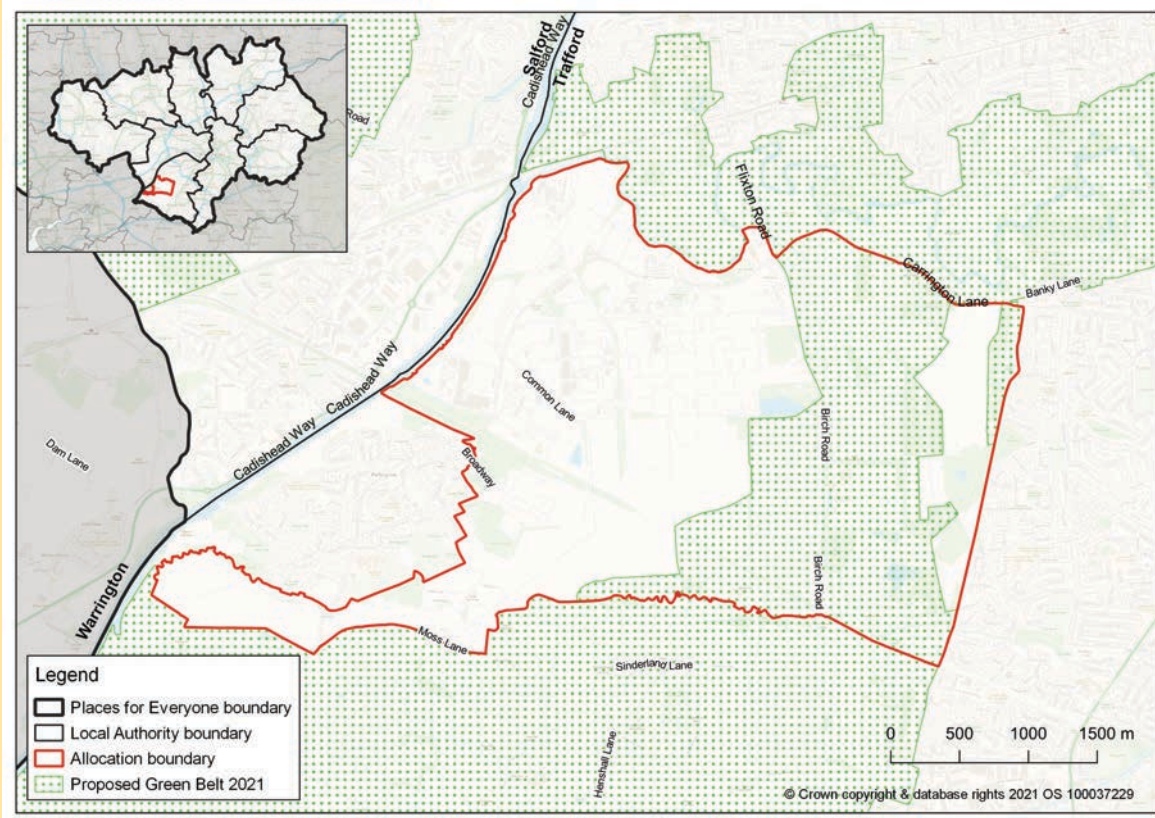 Road
Salford
Cadishead Way
Trafford
Flixton Road
Carrington Lane
Banky Lane
Cadishead Way
Common Lane
Cadishead Way
Birch Road
Dam Lane
Broadway
Birch Road
Warrington
Moss Lane
Sinderland Lane
Henshall Lane
Legend
Places for Everyone boundary
Local Authority boundary
Allocation boundary
Proposed Green Belt 2021
0 500 1000 1500 m
© Crown copyright & database rights 2021 OS 100037229